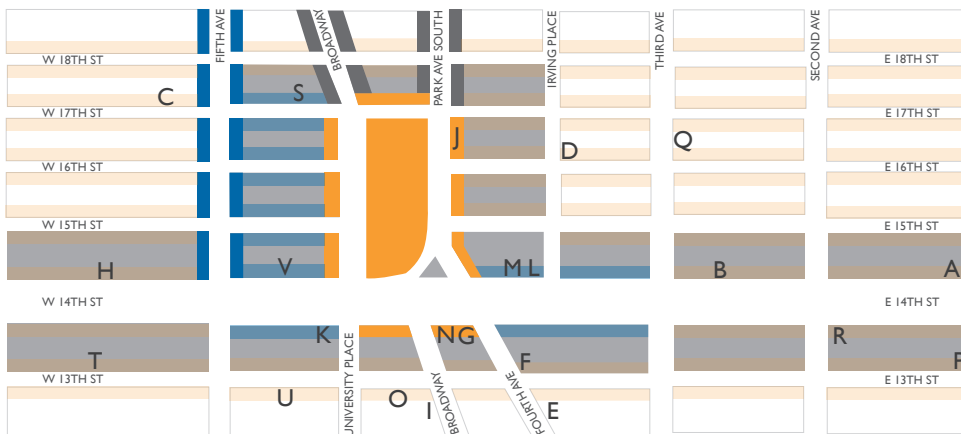 FIFTH AVE
BROADWAY
PARK AVE SOUTH
IRVING PLACE
THIRD AVE
SECOND AVE
W 18TH ST
E 18TH ST
C
S
W 17TH ST
E 17TH ST
J
D
Q
W 16TH ST
E 16TH ST
W 15TH ST
E 15TH ST
H
V
M L
B
A
W 14TH ST
E 14TH ST
K
N G
R
T
F
W 13TH ST
E 13TH ST
UNIVERSITY PLACE
U
O
I
BROADWAY
FOURTH AVE
E